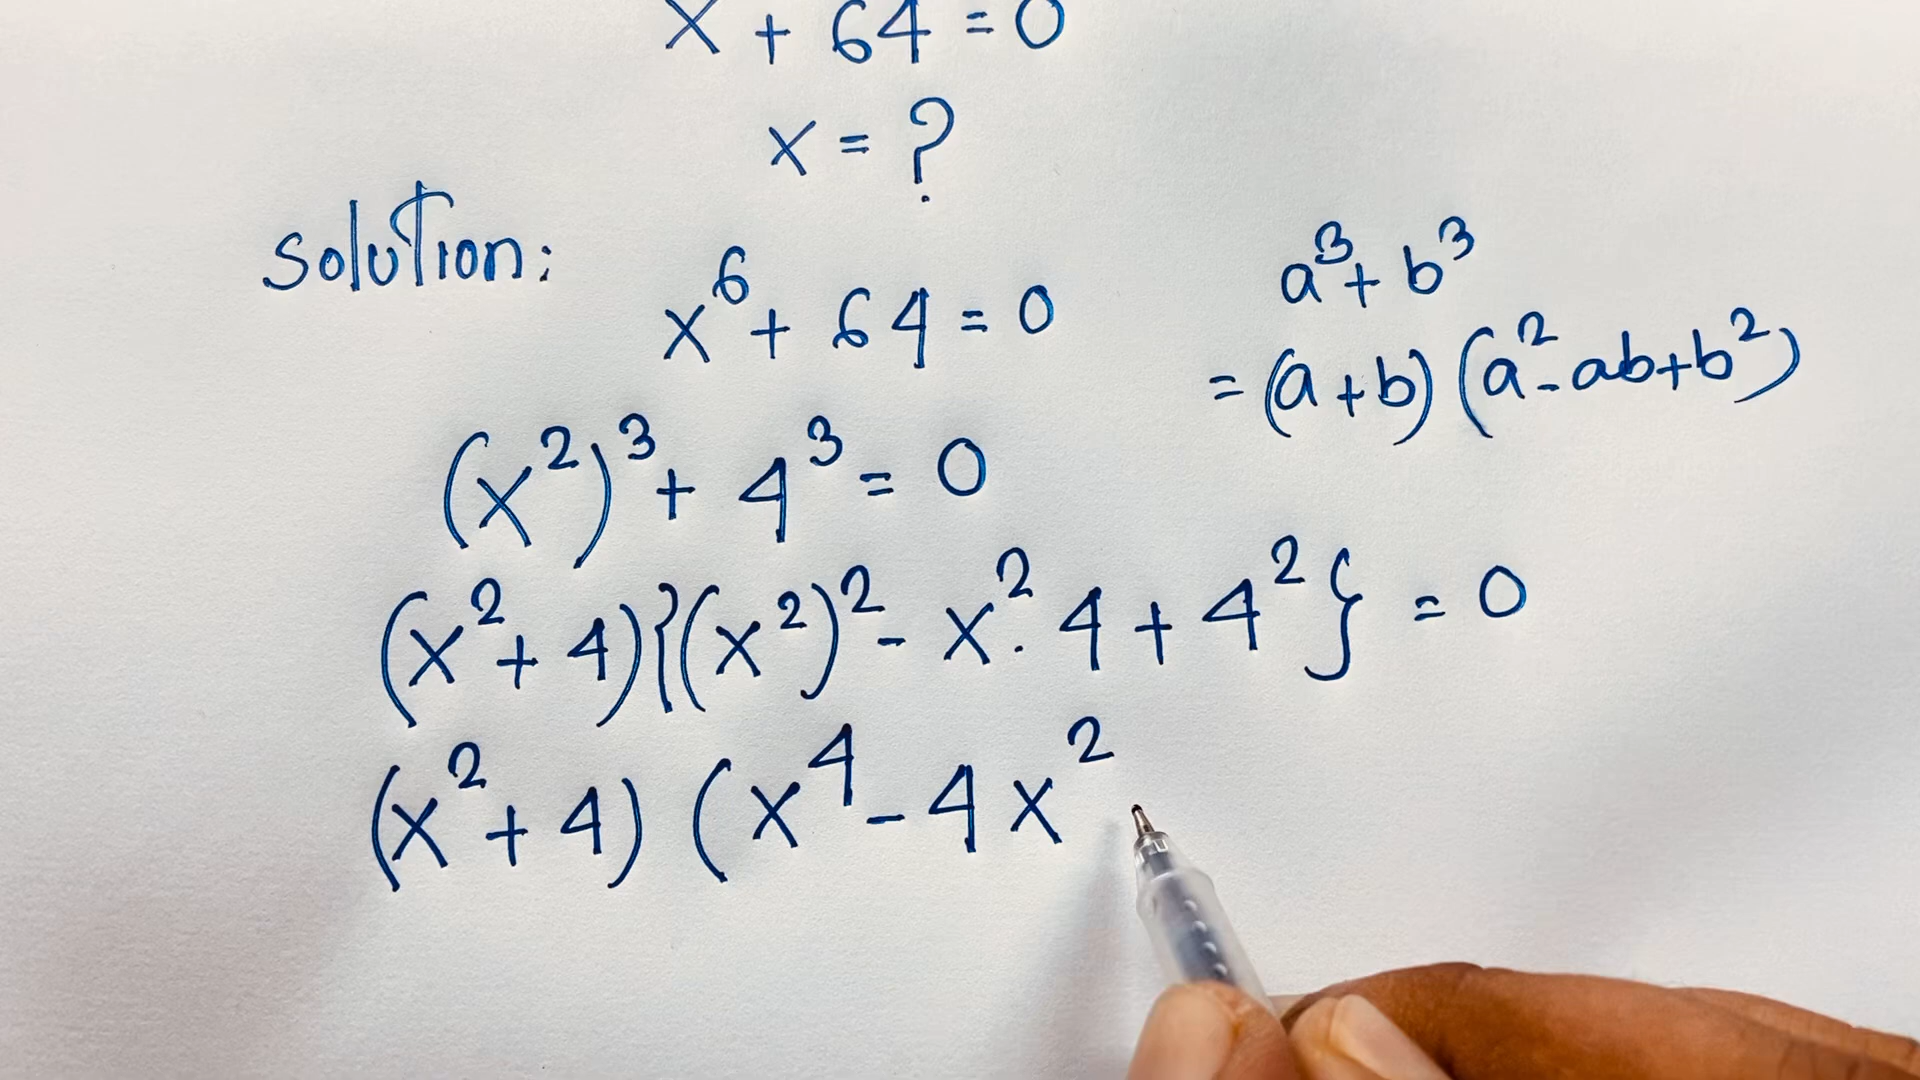 x + 64 = 0
x = ?
Solution:
x⁶ + 64 = 0
(x²)³ + 4³ = 0
a³ + b³
= (a + b) (a² - ab + b²)
(x² + 4){(x²)² - x² . 4 + 4²} = 0
(x² + 4) (x⁴ - 4x²